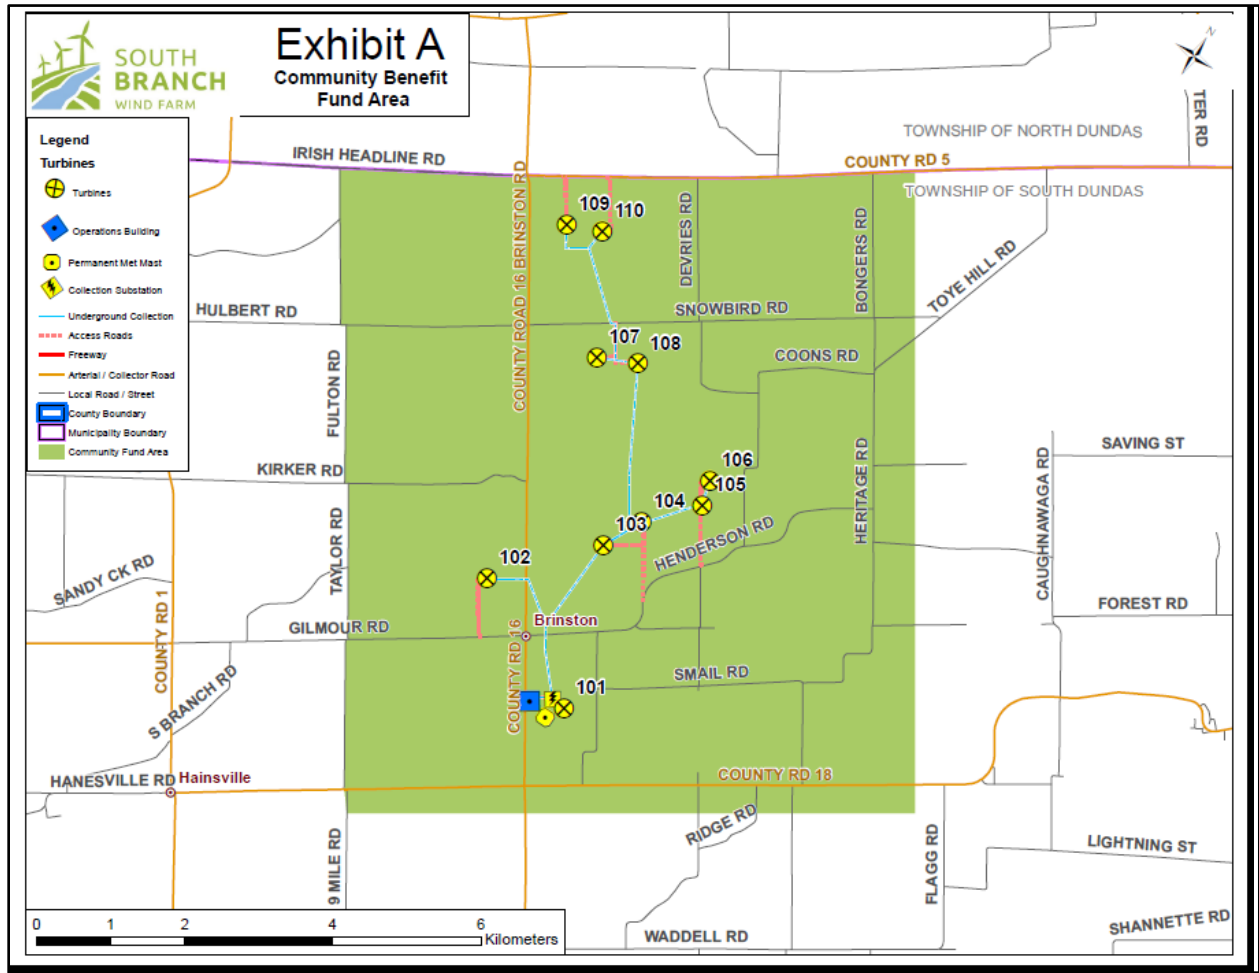 SOUTH
BRANCH
WIND FARM
Exhibit A
Community Benefit
Fund Area
N
Legend
Turbines
Turbines
Operations Building
Permanent Met Mast
Collection Substation
Underground Collection
Access Roads
Freeway
Arterial / Collector Road
Local Road / Street
County Boundary
Municipality Boundary
Community Fund Area
TER RD
TOWNSHIP OF NORTH DUNDAS
IRISH HEADLINE RD
COUNTY RD 5
TOWNSHIP OF SOUTH DUNDAS
COUNTY ROAD 16 BRINSTON RD
109
110
DEVRIES RD
BONGERS RD
TOYE HILL RD
HULBERT RD
SNOWBIRD RD
107
108
COONS RD
FULTON RD
KIRKER RD
106
105
104
103
HENDERSON RD
HERITAGE RD
SAVING ST
CAUGHNAWAGA RD
102
TAYLOR RD
SANDY CK RD
COUNTY RD 1
FOREST RD
GILMOUR RD
Brinston
COUNTY RD 16
SMAIL RD
101
S BRANCH RD
HANESVILLE RD
Hainsville
COUNTY RD 18
RIDGE RD
9 MILE RD
FLAGG RD
LIGHTNING ST
SHANNETTE RD
WADDELL RD
0 1 2 4 6
Kilometers